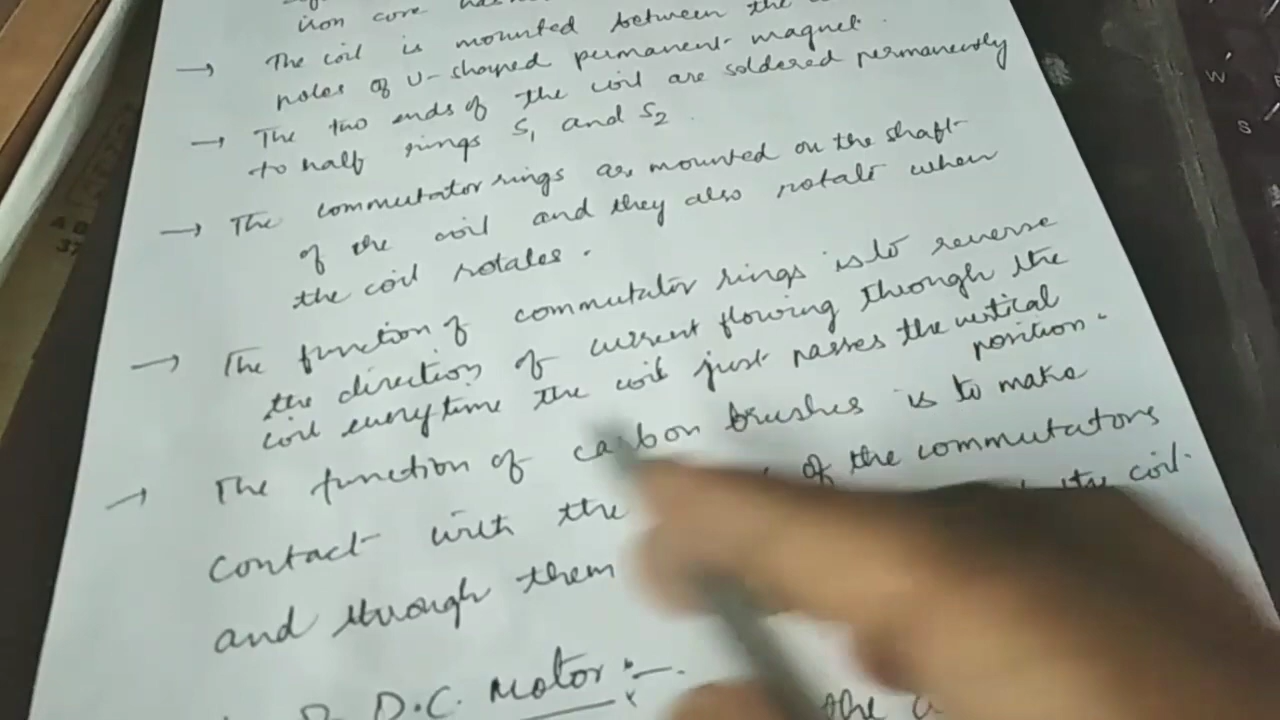 iron core
→ The coil is mounted between the
poles of U-shaped permanent magnet.
→ The two ends of the coil are soldered permanently
to half rings S₁ and S₂.
→ The commutator rings are mounted on the shaft
of the coil and they also rotate when
the coil rotates.
→ The function of commutator rings is to reverse
the direction of current flowing through the
coil everytime the coil just passes the vertical
position.
→ The function of carbon brushes is to make
contact with the of the commutators
and through them the coil.
D.C. Motor :-
the
W
S